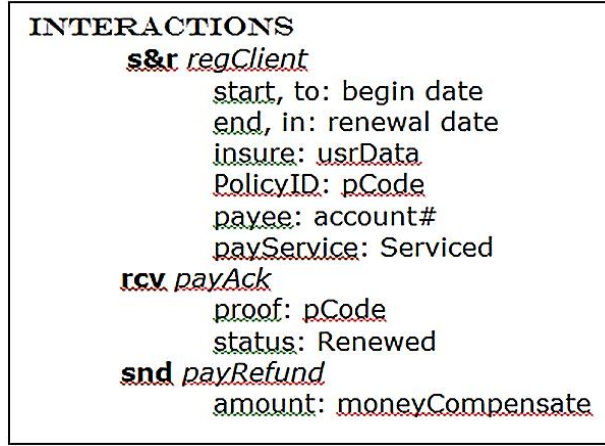 INTERACTIONS
s&r regClient
start, to: begin date
end, in: renewal date
insure: usrData
PolicyID: pCode
payee: account#
payService: Serviced
rcv payAck
proof: pCode
status: Renewed
snd payRefund
amount: moneyCompensate